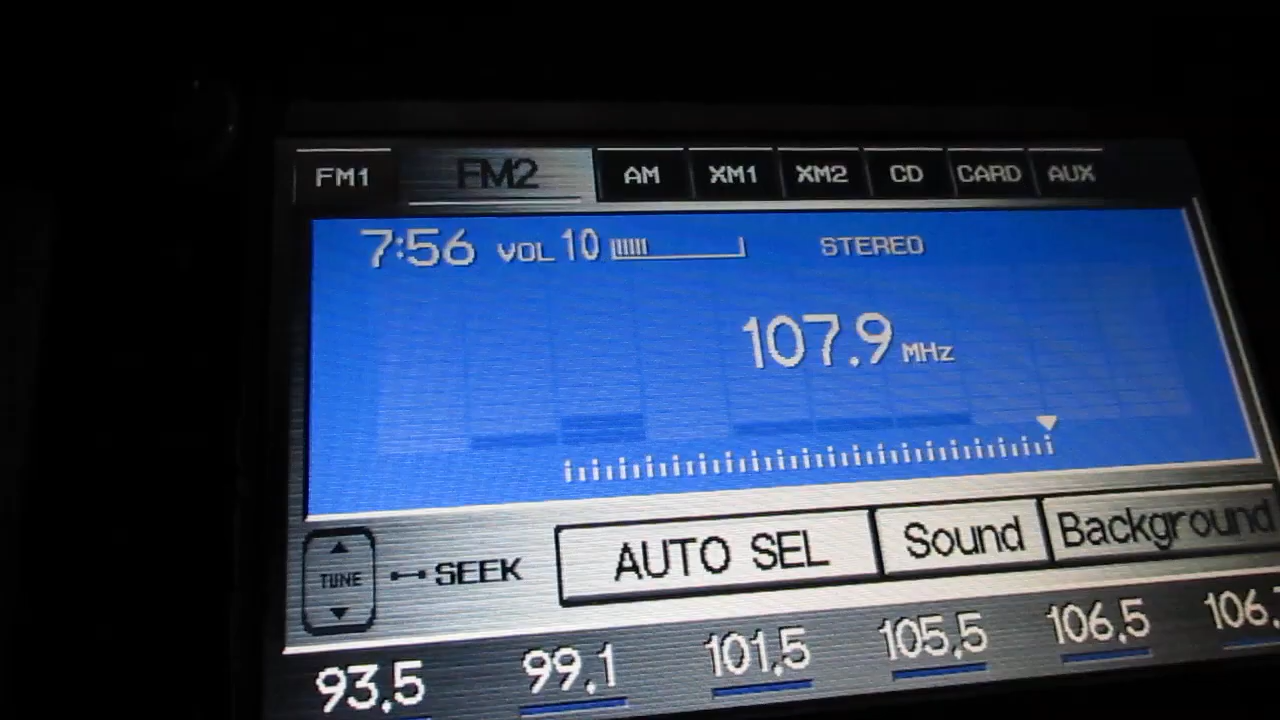 FM1 FM2 AM XM1 XM2 CD CARD AUX
7:56 VOL 10 STEREO
107.9 MHz
TUNE SEEK AUTO SEL Sound Background
93.5 99.1 101.5 105.5 106.5 106.